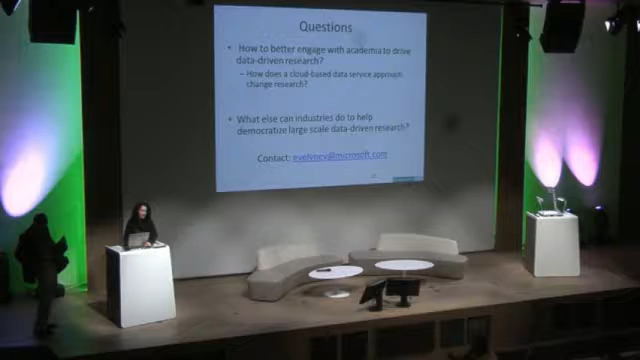 Questions
• How to better engage with academia to drive
data-driven research?
– How does a cloud-based data service approach
change research?
• What else can industries do to help
democratize large scale data-driven research?
Contact: evelynev@microsoft.com